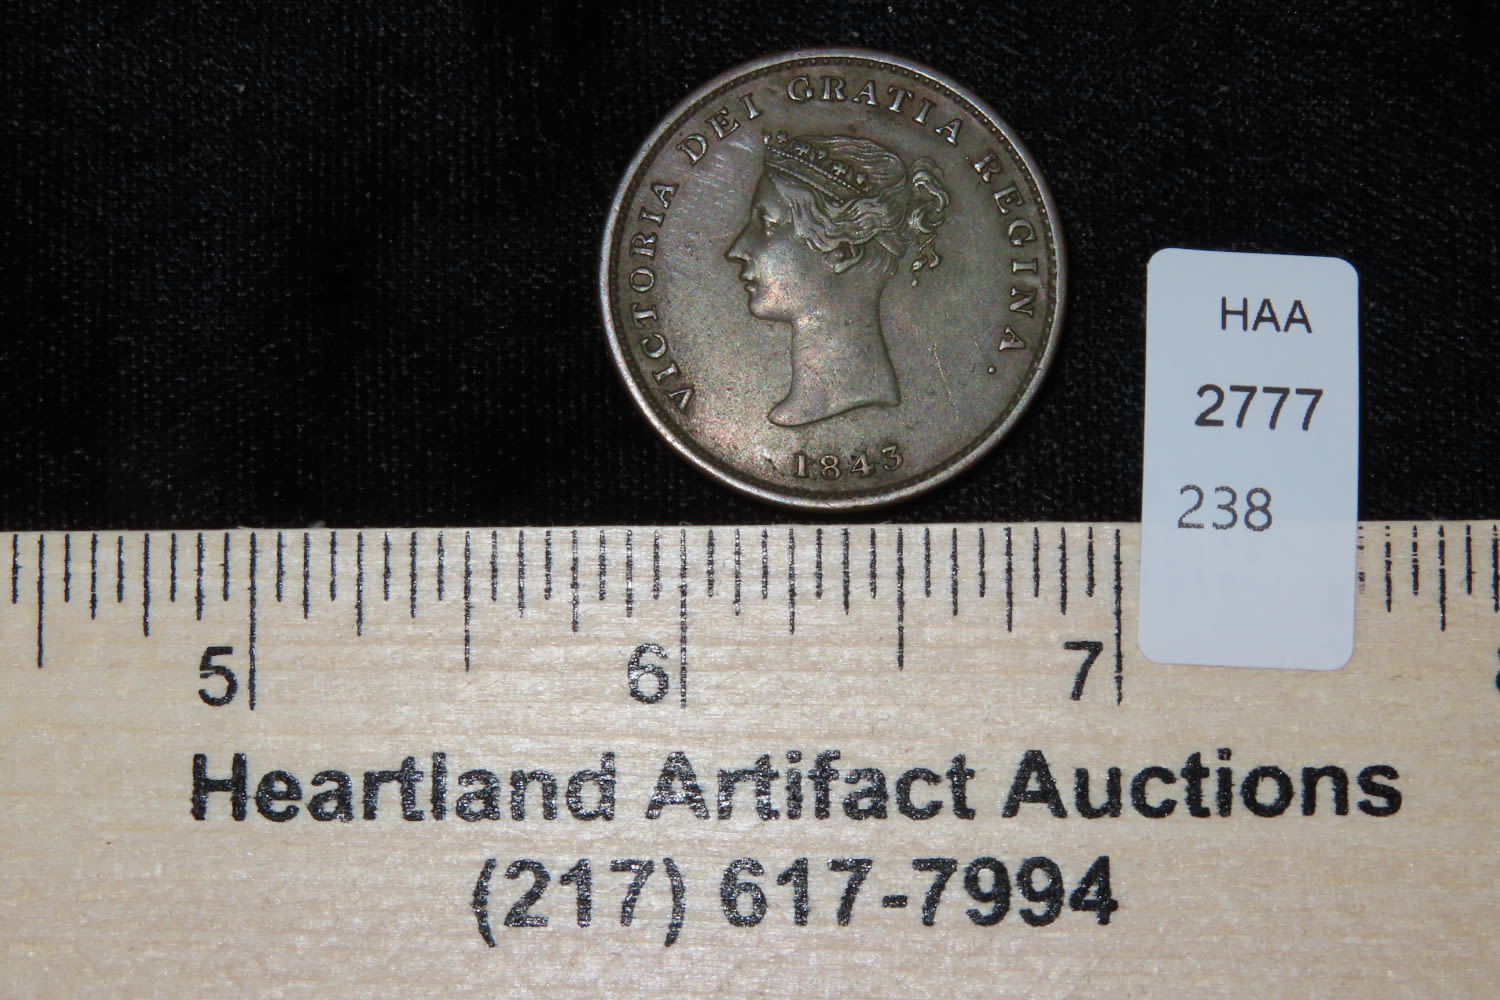 VICTORIA DEI GRATIA REGINA.
1843
HAA
2777
238
5 6 7
Heartland Artifact Auctions
(217) 617-7994